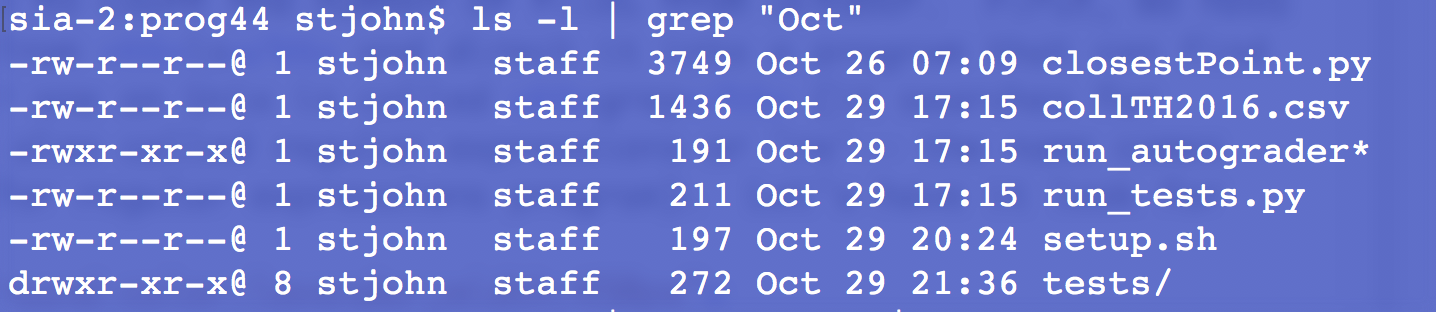 sia-2:prog44 stjohn$ ls -l | grep "Oct"
-rw-r--r--@ 1 stjohn  staff  3749 Oct 26 07:09 closestPoint.py
-rw-r--r--@ 1 stjohn  staff  1436 Oct 29 17:15 collTH2016.csv
-rwxr-xr-x@ 1 stjohn  staff   191 Oct 29 17:15 run_autograder*
-rw-r--r--@ 1 stjohn  staff   211 Oct 29 17:15 run_tests.py
-rw-r--r--@ 1 stjohn  staff   197 Oct 29 20:24 setup.sh
drwxr-xr-x@ 8 stjohn  staff   272 Oct 29 21:36 tests/